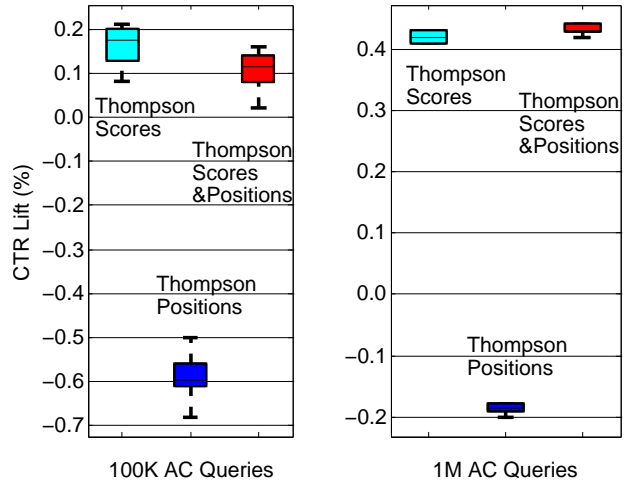 CTR Lift (%)
0.2
0.1
0.0
−0.1
−0.2
−0.3
−0.4
−0.5
−0.6
−0.7
Thompson
Scores
Thompson
Scores
&Positions
Thompson
Positions
100K AC Queries
0.4
0.3
0.2
0.1
0.0
−0.1
−0.2
Thompson
Scores
Thompson
Scores
&Positions
Thompson
Positions
1M AC Queries